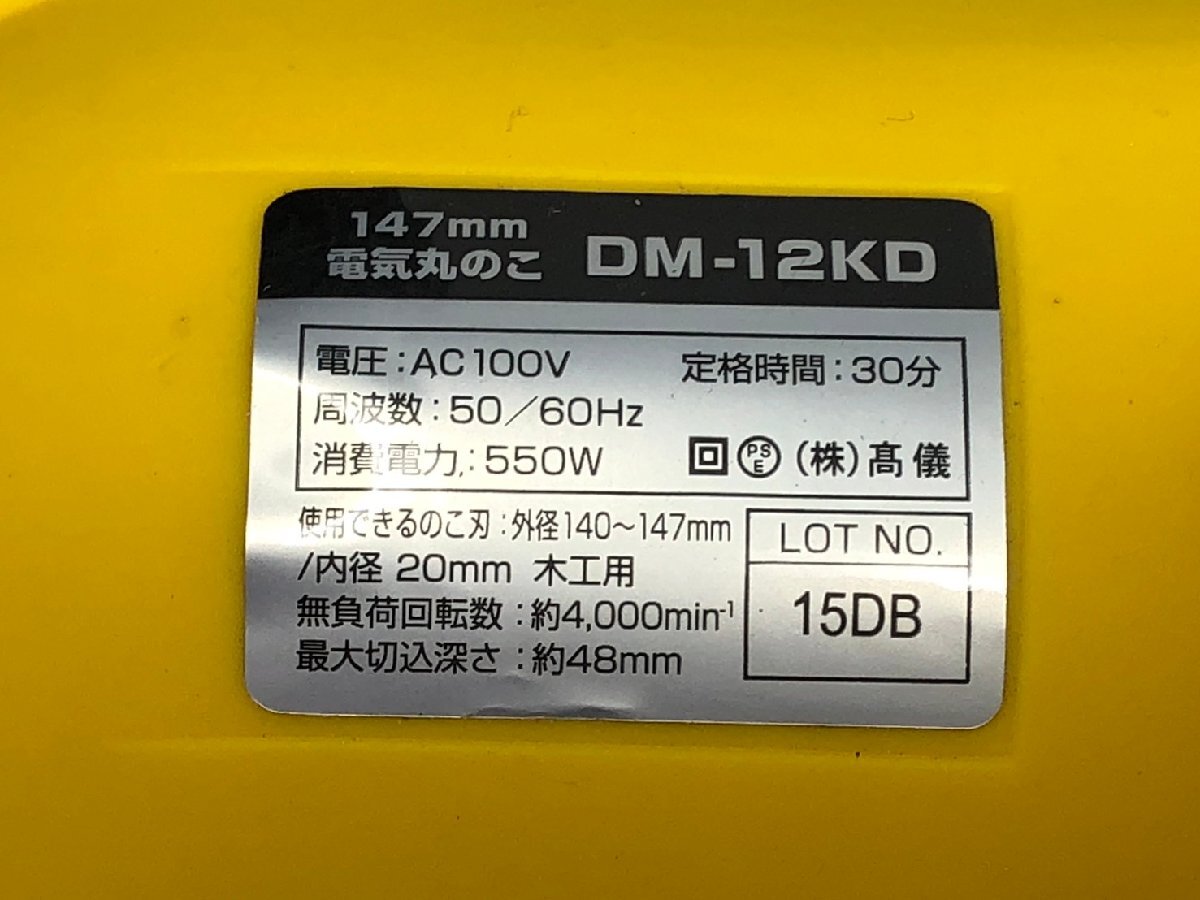 147mm
電気丸のこ DM-12KD
電圧:AC100V 定格時間:30分
周波数:50/60Hz
消費電力:550W PSE (株)髙儀
使用できるのこ刃:外径140～147mm
/内径 20mm 木工用
無負荷回転数:約4,000min-1
最大切込深さ:約48mm
LOT NO.
15DB